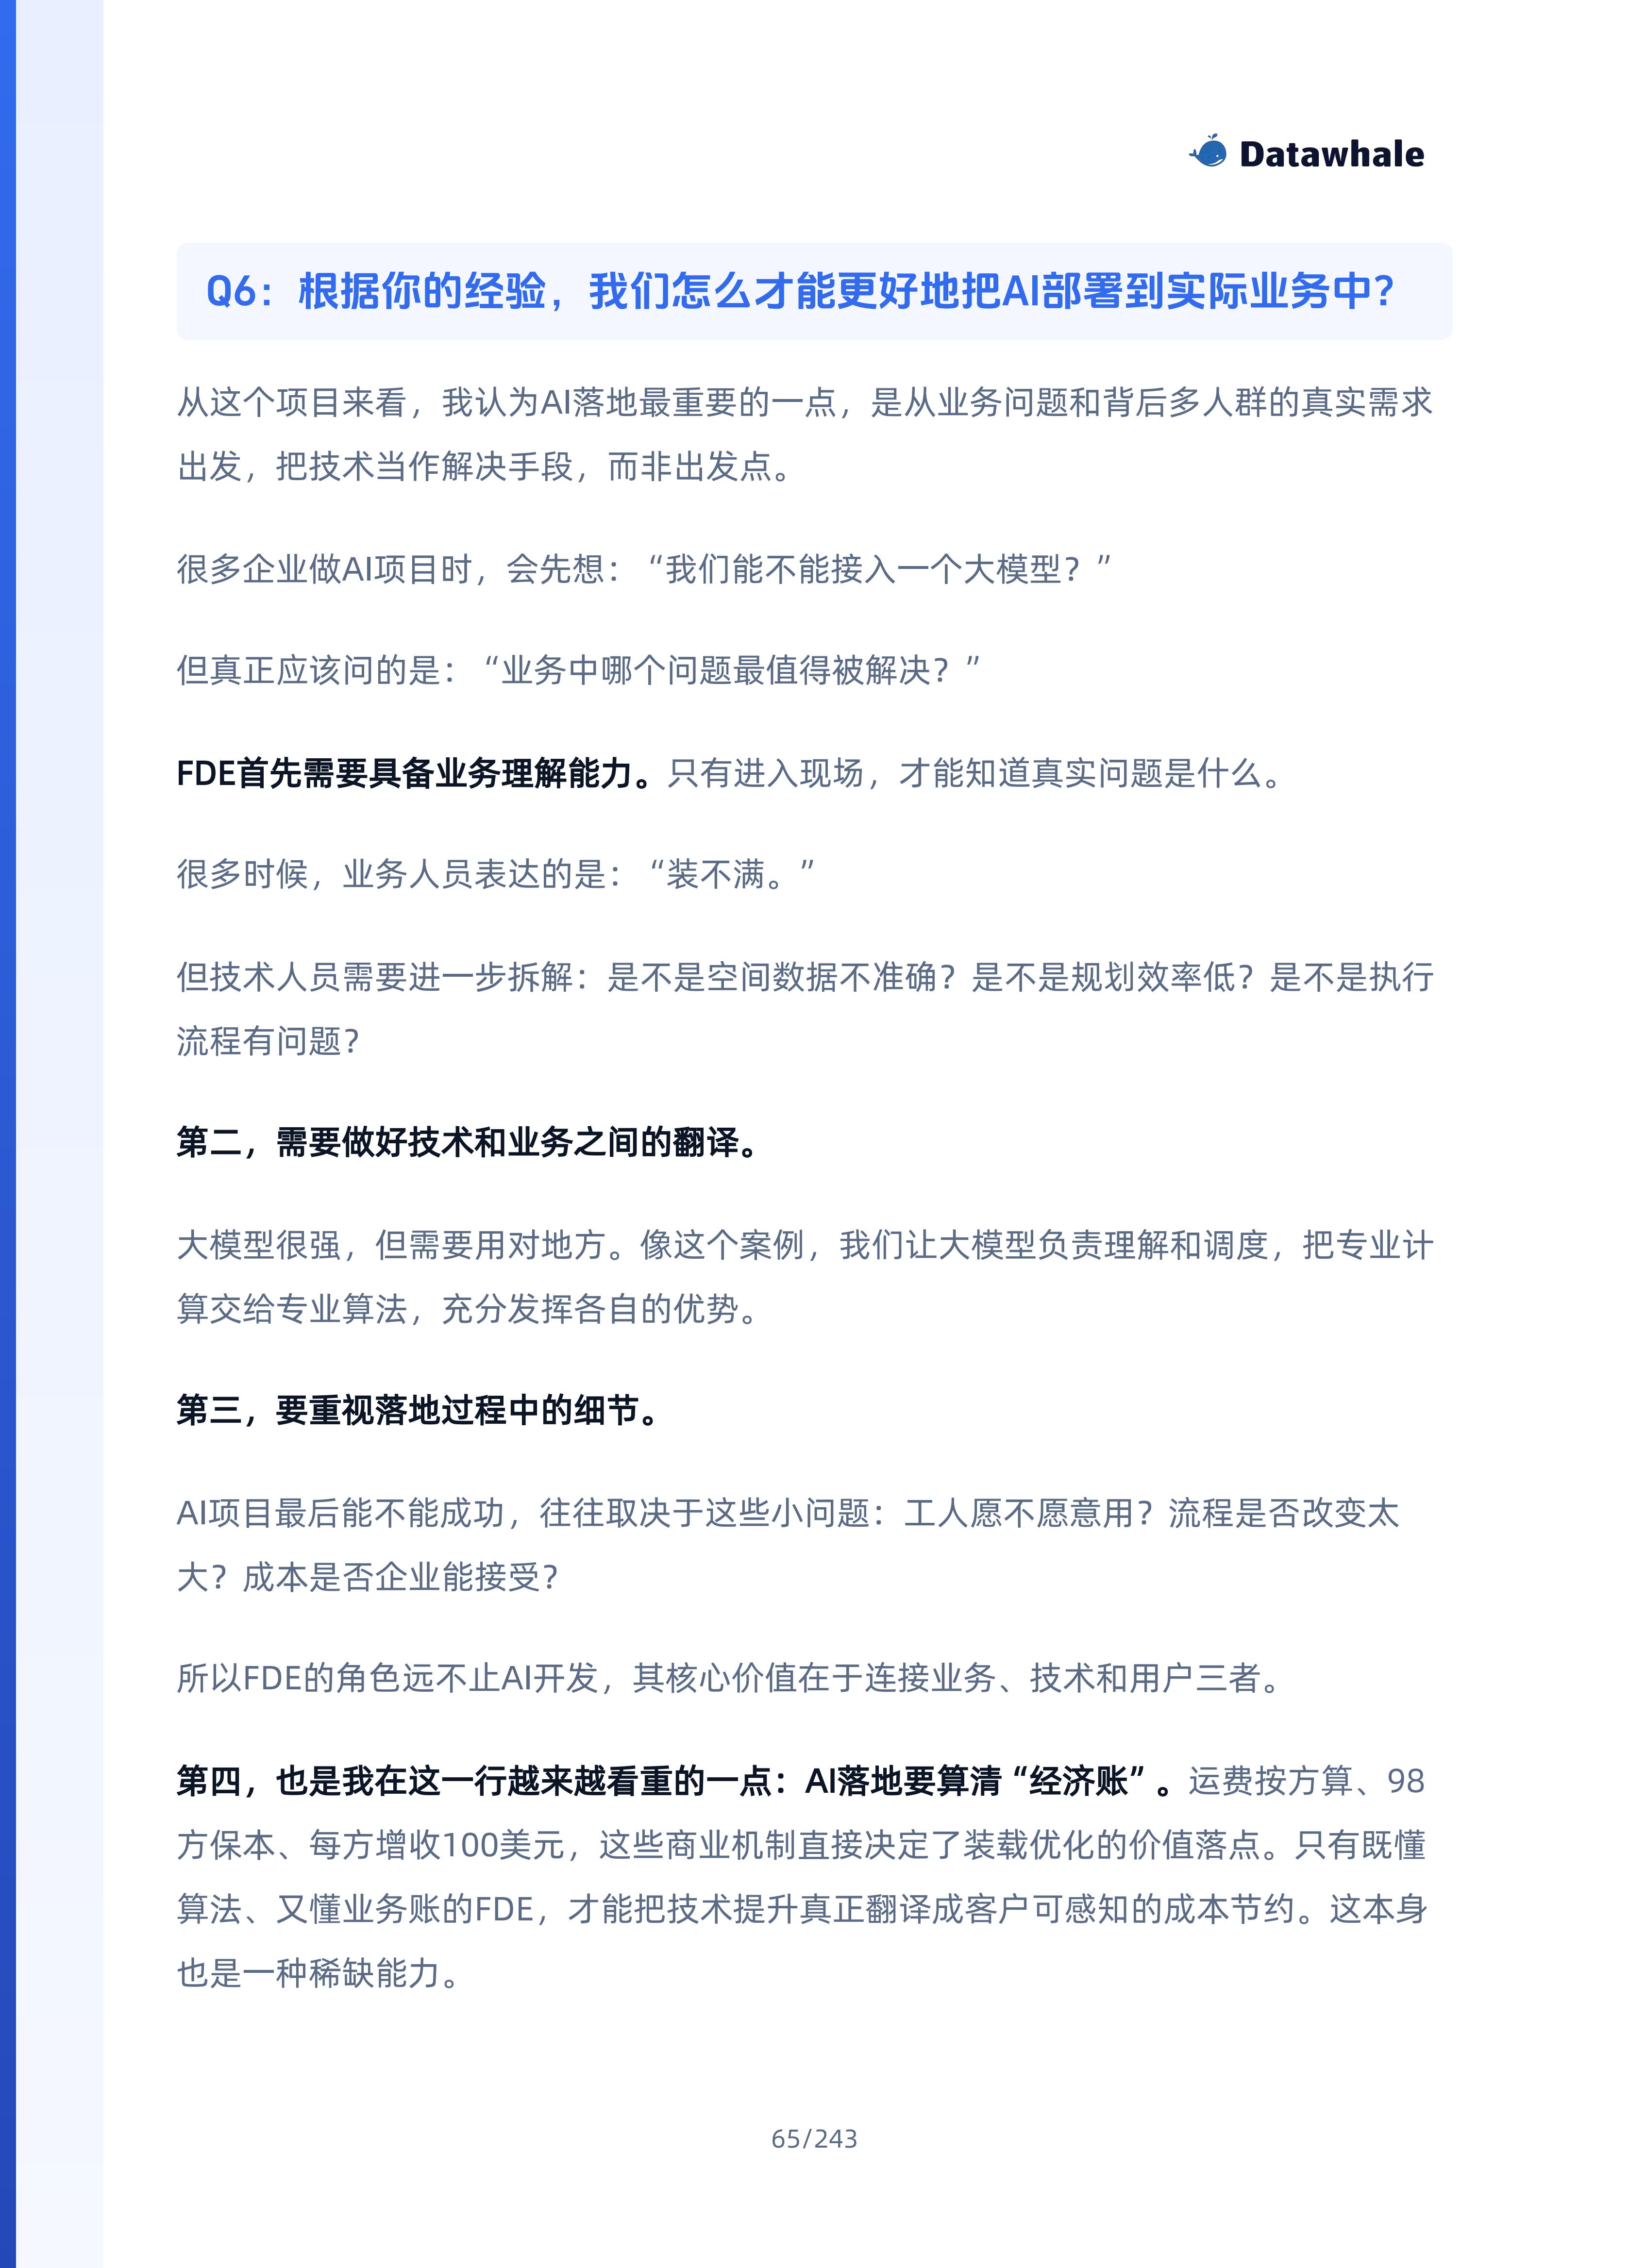 Datawhale
Q6：根据你的经验，我们怎么才能更好地把AI部署到实际业务中？
从这个项目来看，我认为AI落地最重要的一点，是从业务问题和背后多人群的真实需求
出发，把技术当作解决手段，而非出发点。
很多企业做AI项目时，会先想：“我们能不能接入一个大模型？”
但真正应该问的是：“业务中哪个问题最值得被解决？”
FDE首先需要具备业务理解能力。只有进入现场，才能知道真实问题是什么。
很多时候，业务人员表达的是：“装不满。”
但技术人员需要进一步拆解：是不是空间数据不准确？是不是规划效率低？是不是执行
流程有问题？
第二，需要做好技术和业务之间的翻译。
大模型很强，但需要用对地方。像这个案例，我们让大模型负责理解和调度，把专业计
算交给专业算法，充分发挥各自的优势。
第三，要重视落地过程中的细节。
AI项目最后能不能成功，往往取决于这些小问题：工人愿不愿意用？流程是否改变太
大？成本是否企业能接受？
所以FDE的角色远不止AI开发，其核心价值在于连接业务、技术和用户三者。
第四，也是我在这一行越来越看重的一点：AI落地要算清“经济账”。运费按方算、98
方保本、每方增收100美元，这些商业机制直接决定了装载优化的价值落点。只有既懂
算法、又懂业务账的FDE，才能把技术提升真正翻译成客户可感知的成本节约。这本身
也是一种稀缺能力。
65/243